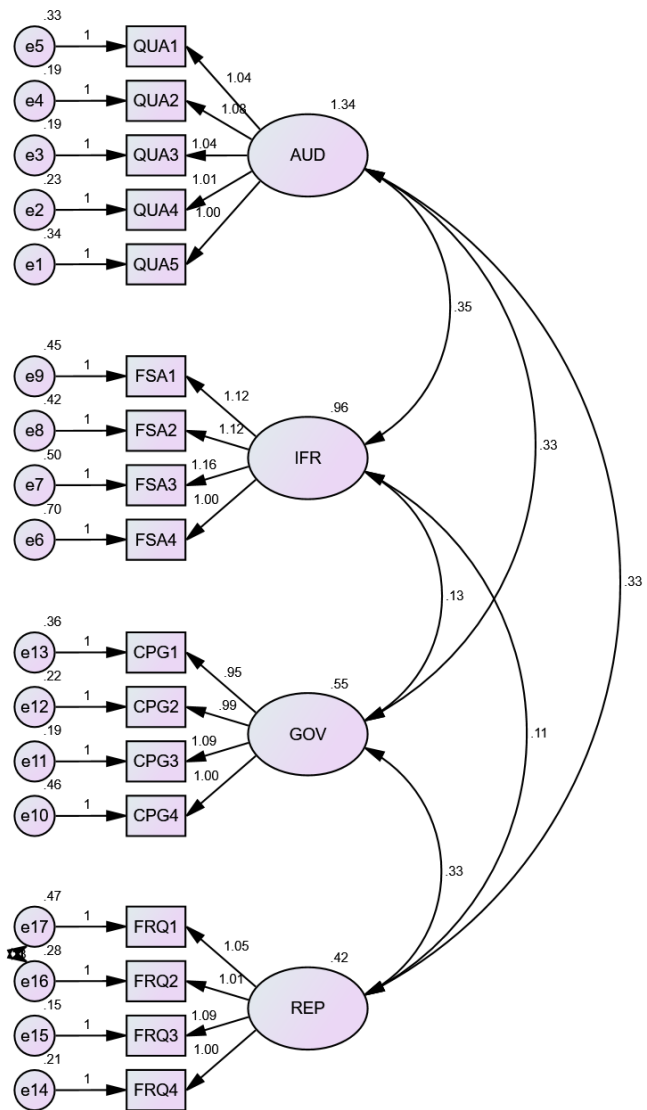 .33
e5 1 QUA1
1.04
.19
e4 1 QUA2
1.08
1.34
.19
e3 1 QUA3
1.04
AUD
.23
e2 1 QUA4
1.01
.34
e1 1 QUA5
1.00
.35
.33
.33
.45
e9 1 FSA1
1.12
.42
e8 1 FSA2
1.12
.96
.50
e7 1 FSA3
1.16
IFR
.70
e6 1 FSA4
1.00
.13
.11
.36
e13 1 CPG1
.95
.22
e12 1 CPG2
.99
.55
.19
e11 1 CPG3
1.09
GOV
.46
e10 1 CPG4
1.00
.33
.47
e17 1 FRQ1
1.05
.28
e16 1 FRQ2
1.01
.42
.15
e15 1 FRQ3
1.09
REP
.21
e14 1 FRQ4
1.00